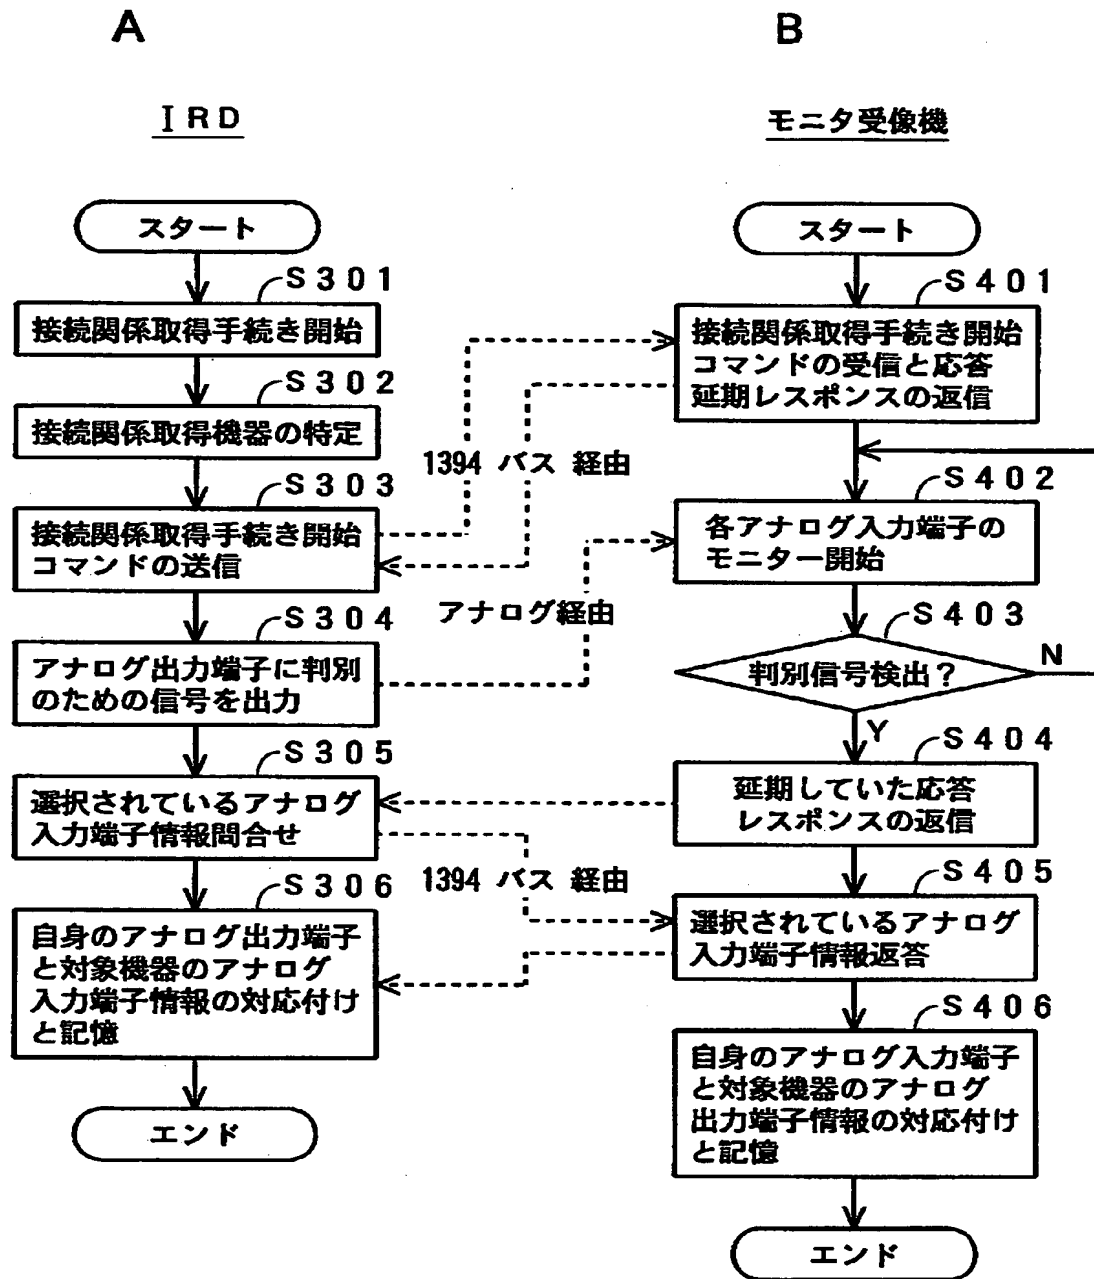 A
IRD
スタート
S301
接続関係取得手続き開始
S302
接続関係取得機器の特定
S303
接続関係取得手続き開始
コマンドの送信
S304
アナログ出力端子に判別
のための信号を出力
S305
選択されているアナログ
入力端子情報問合せ
S306
自身のアナログ出力端子
と対象機器のアナログ
入力端子情報の対応付け
と記憶
エンド
1394 バス 経由
アナログ経由
1394 バス 経由
B
モニタ受像機
スタート
S401
接続関係取得手続き開始
コマンドの受信と応答
延期レスポンスの返信
S402
各アナログ入力端子の
モニター開始
S403
判別信号検出?
N
Y
S404
延期していた応答
レスポンスの返信
S405
選択されているアナログ
入力端子情報返答
S406
自身のアナログ入力端子
と対象機器のアナログ
出力端子情報の対応付け
と記憶
エンド